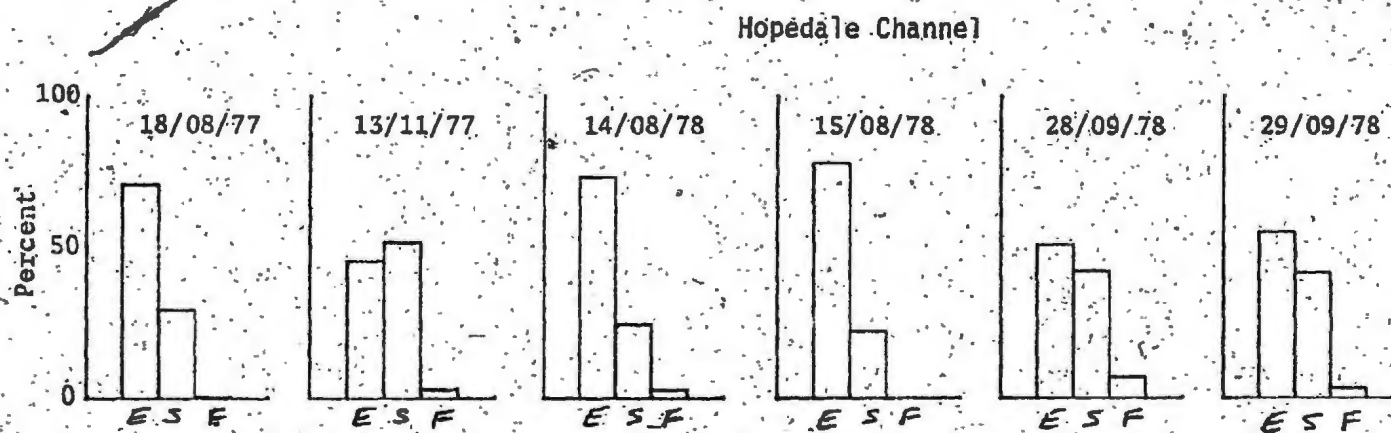 Hopedale Channel
100
18/08/77 13/11/77 14/08/78 15/08/78 28/09/78 29/09/78
Percent
50
0
E S F E S F E S F E S F E S F E S F